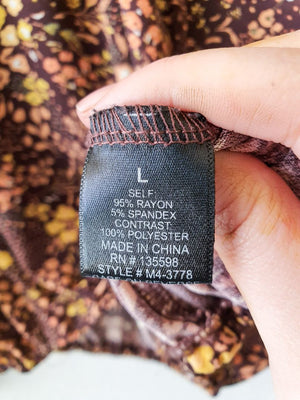 L
SELF:
95% RAYON
5% SPANDEX
CONTRAST:
100% POLYESTER
MADE IN CHINA
RN # 135598
STYLE # M4-3778